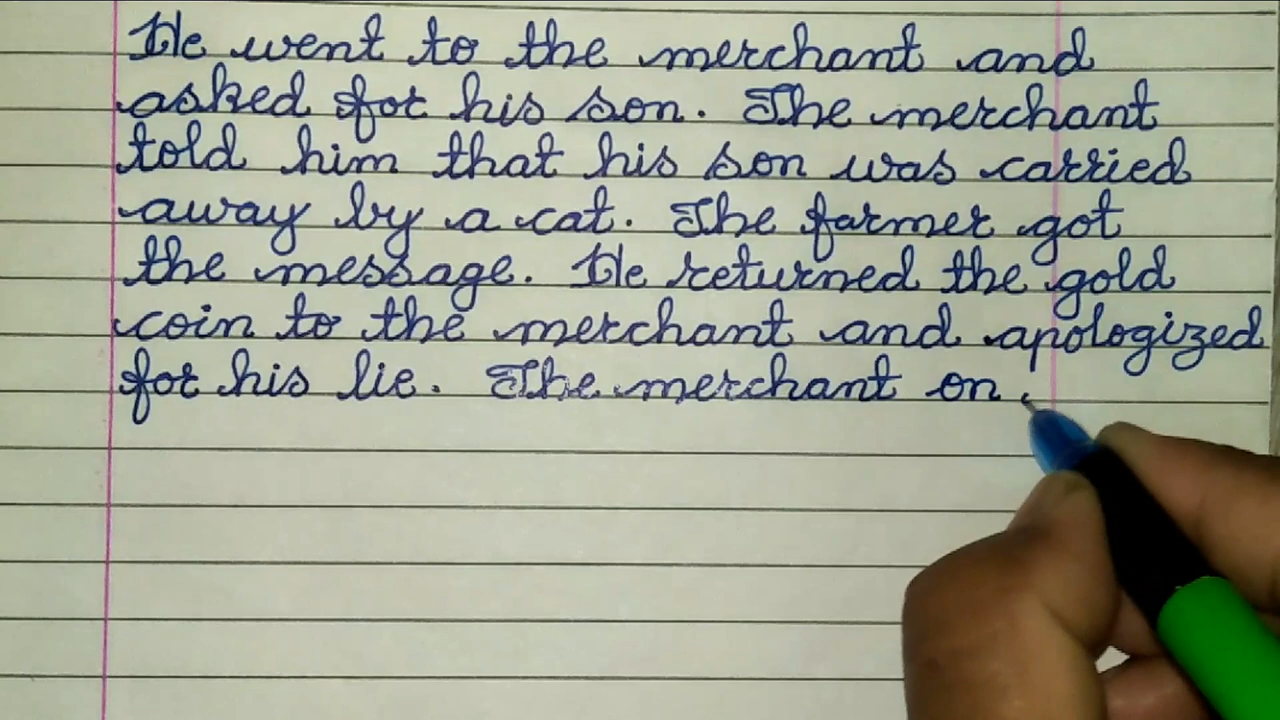 He went to the merchant and
asked for his son. The merchant
told him that his son was carried
away by a cat. The farmer got
the message. He returned the gold
coin to the merchant and apologized
for his lie. The merchant on